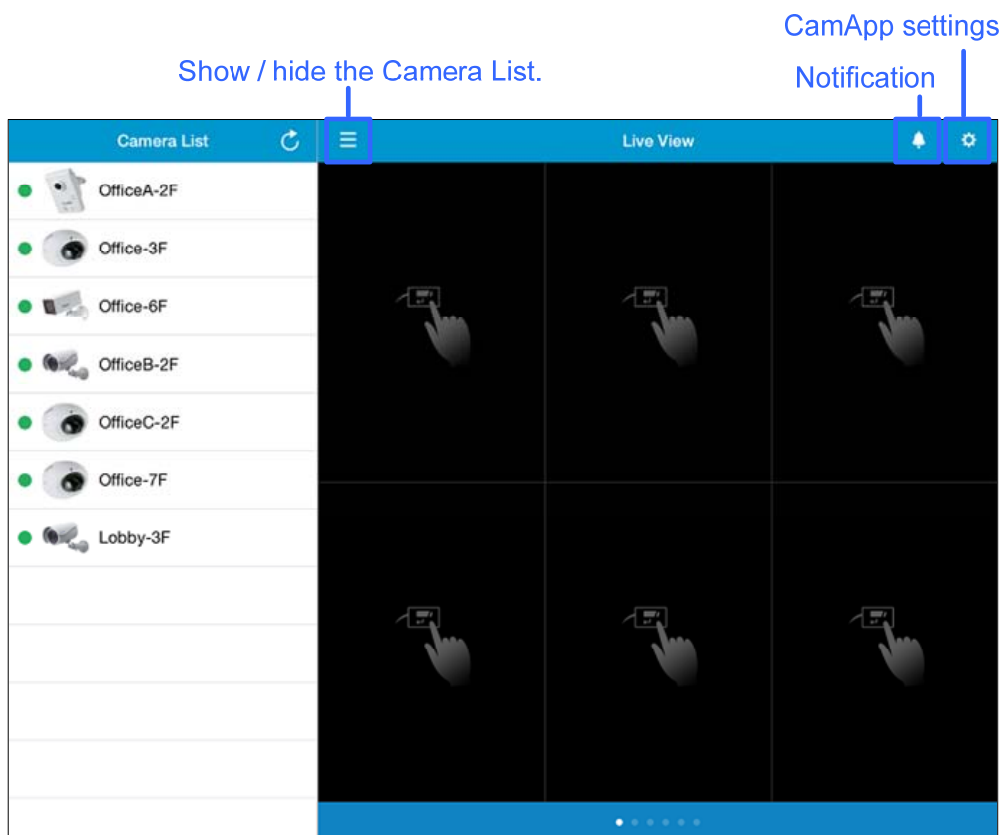 CamApp settings
Show / hide the Camera List.
Notification
Camera List
Live View
OfficeA-2F
Office-3F
Office-6F
OfficeB-2F
OfficeC-2F
Office-7F
Lobby-3F